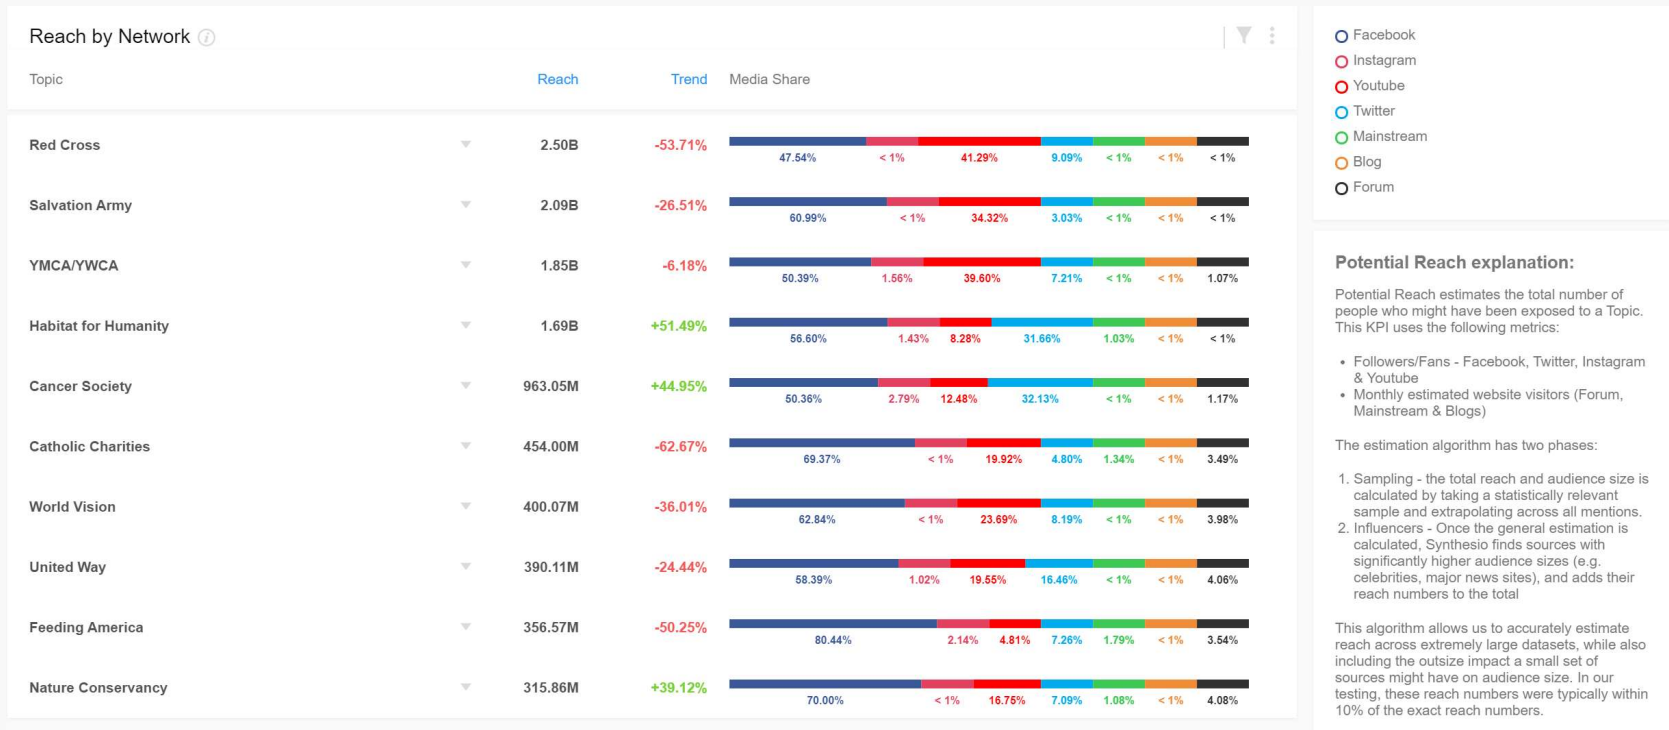 Reach by Network
Topic Reach Trend Media Share
Red Cross 2.50B -53.71%
47.54% < 1% 41.29% 9.09% < 1% < 1% < 1%
Salvation Army 2.09B -26.51%
60.99% < 1% 34.32% 3.03% < 1% < 1% < 1%
YMCA/YWCA 1.85B -6.18%
50.39% 1.56% 39.60% 7.21% < 1% < 1% 1.07%
Habitat for Humanity 1.69B +51.49%
56.60% 1.43% 8.28% 31.66% 1.03% < 1% < 1%
Cancer Society 963.05M +44.95%
50.36% 2.79% 12.48% 32.13% < 1% < 1% 1.17%
Catholic Charities 454.00M -62.67%
69.37% < 1% 19.92% 4.80% 1.34% < 1% 3.49%
World Vision 400.07M -36.01%
62.84% < 1% 23.69% 8.19% < 1% < 1% 3.98%
United Way 390.11M -24.44%
58.39% 1.02% 19.55% 16.46% < 1% < 1% 4.06%
Feeding America 356.57M -50.25%
80.44% 2.14% 4.81% 7.26% 1.79% < 1% 3.54%
Nature Conservancy 315.86M +39.12%
70.00% < 1% 16.75% 7.09% 1.08% < 1% 4.08%
Facebook
Instagram
Youtube
Twitter
Mainstream
Blog
Forum
Potential Reach explanation:
Potential Reach estimates the total number of
people who might have been exposed to a Topic.
This KPI uses the following metrics:
• Followers/Fans - Facebook, Twitter, Instagram
& Youtube
• Monthly estimated website visitors (Forum,
Mainstream & Blogs)
The estimation algorithm has two phases:
1. Sampling - the total reach and audience size is
calculated by taking a statistically relevant
sample and extrapolating across all mentions.
2. Influencers - Once the general estimation is
calculated, Synthesio finds sources with
significantly higher audience sizes (e.g.
celebrities, major news sites), and adds their
reach numbers to the total
This algorithm allows us to accurately estimate
reach across extremely large datasets, while also
including the outsize impact a small set of
sources might have on audience size. In our
testing, these reach numbers were typically within
10% of the exact reach numbers.